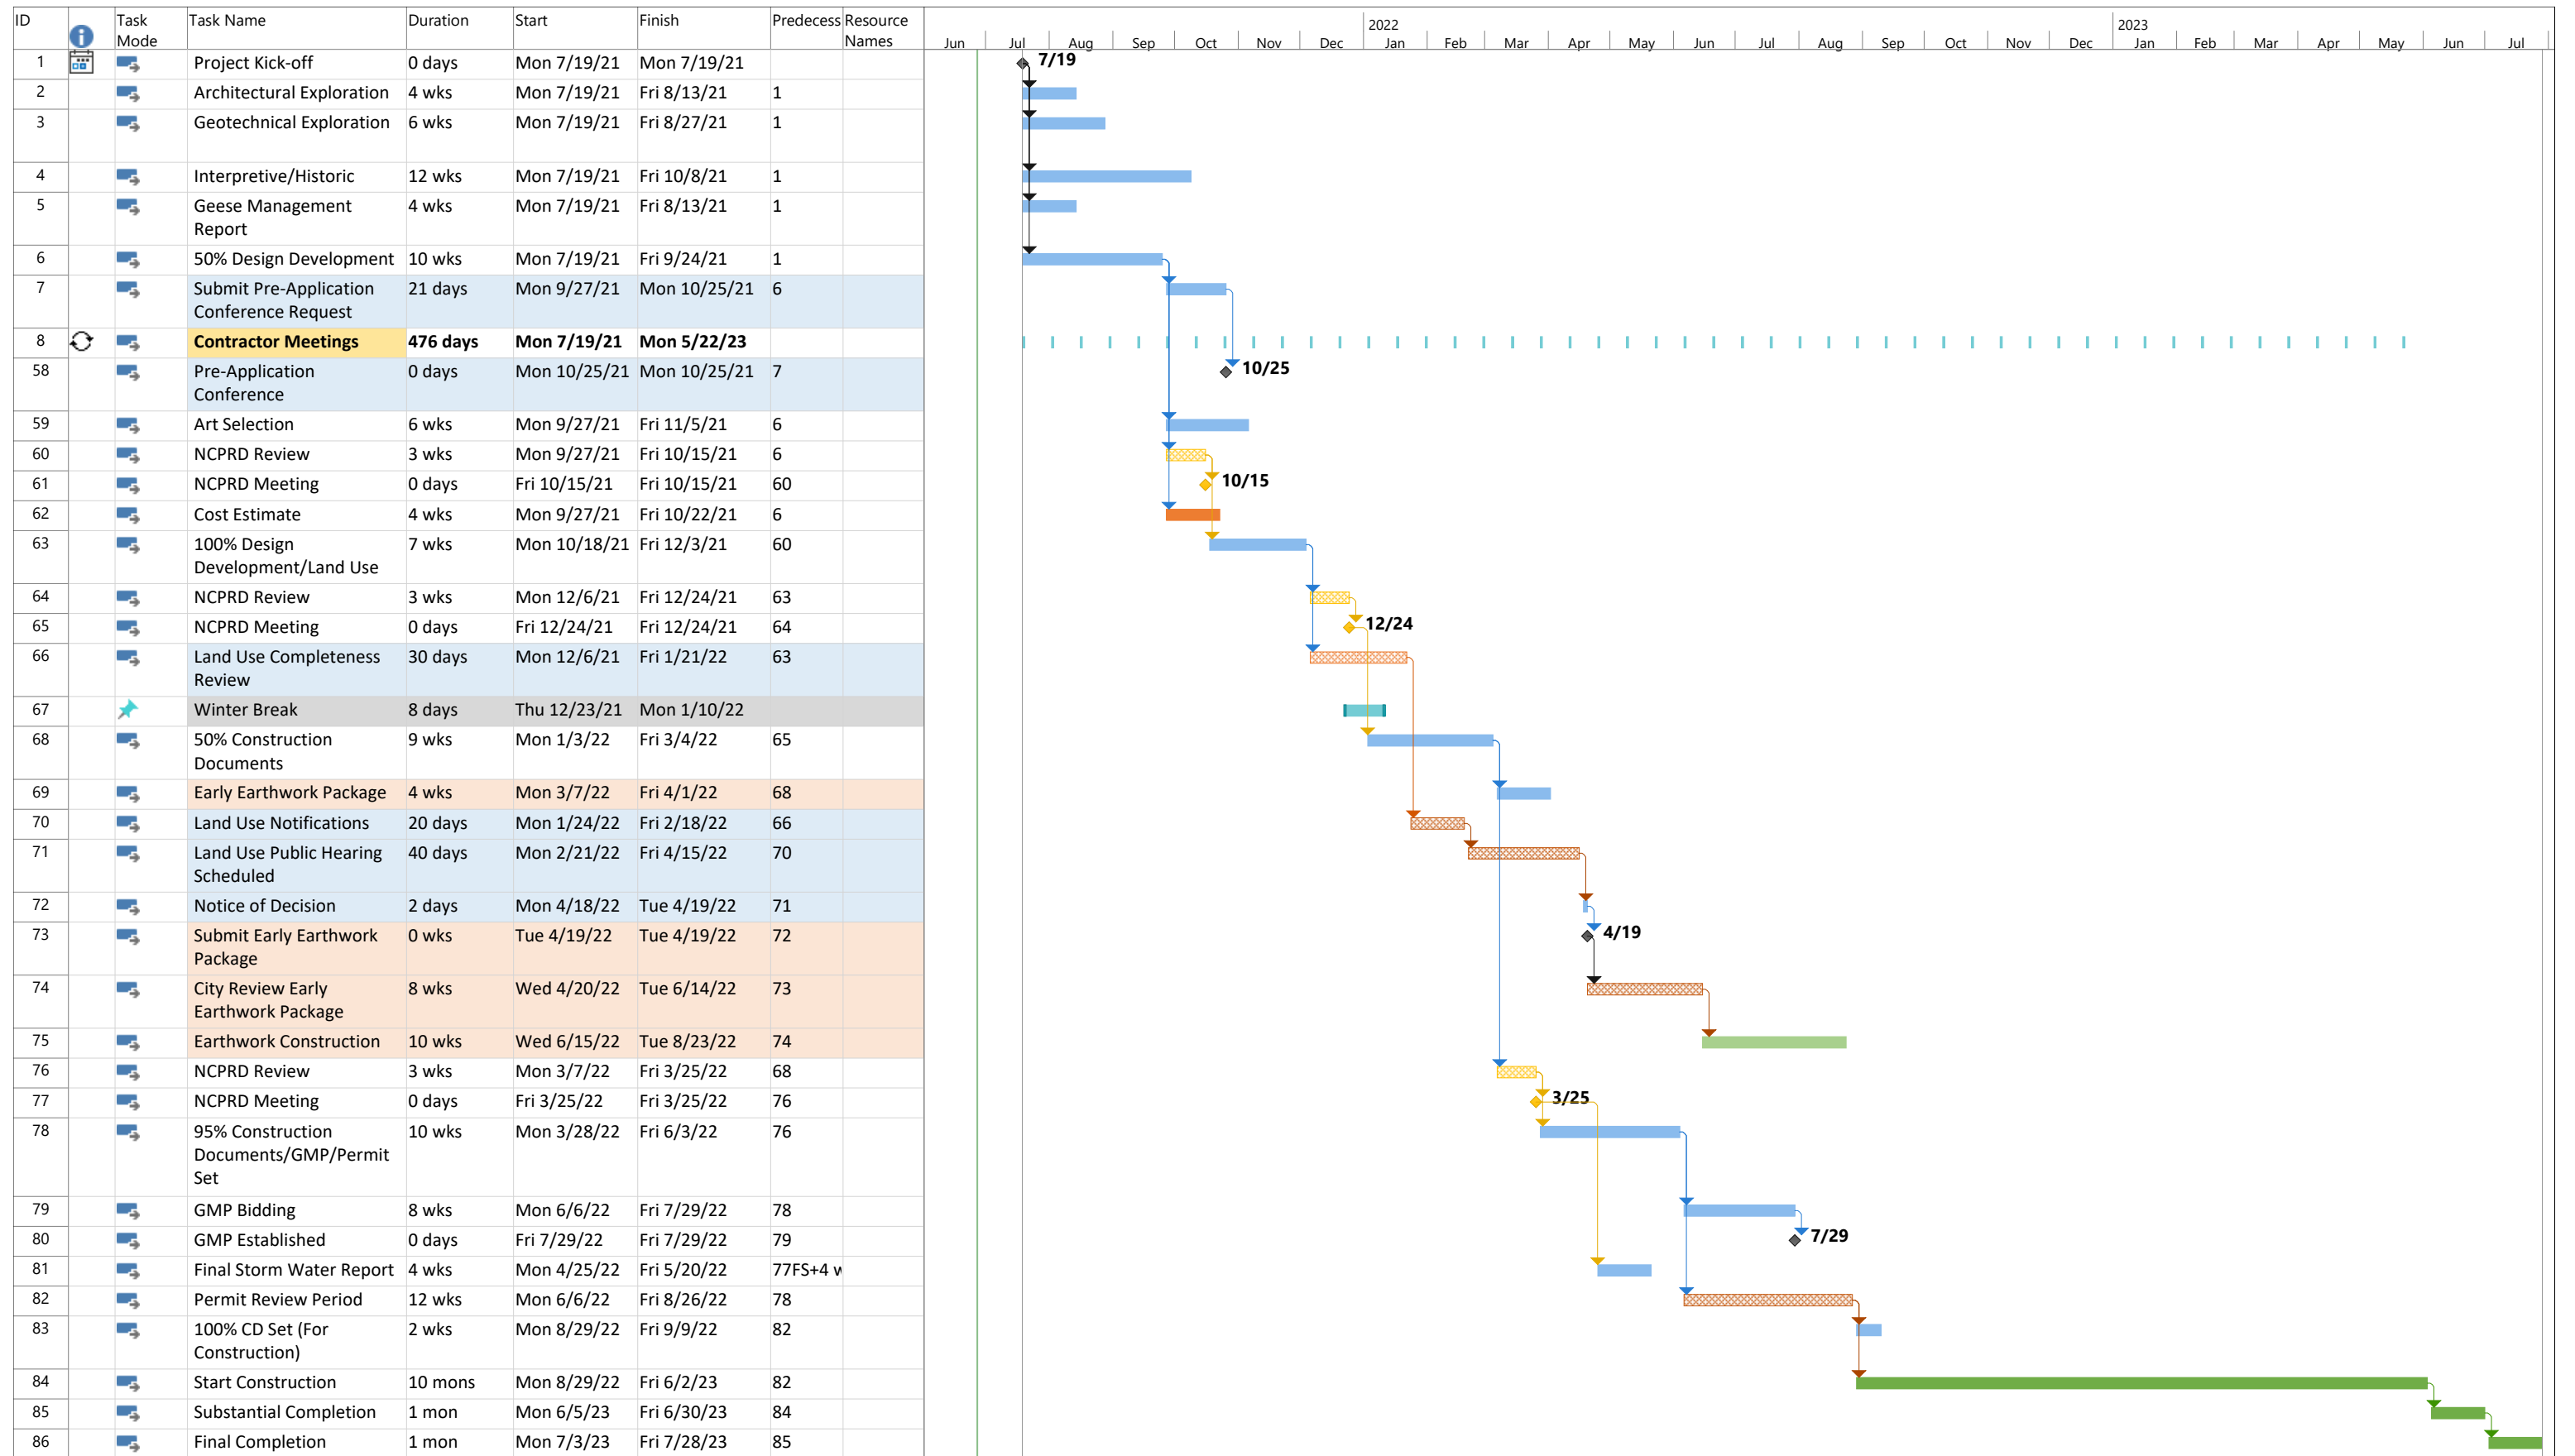 ID Task Mode Task Name Duration Start Finish Predecess Resource Names
2022 2023
Jun Jul Aug Sep Oct Nov Dec Jan Feb Mar Apr May Jun Jul Aug Sep Oct Nov Dec Jan Feb Mar Apr May Jun Jul
1 Project Kick-off 0 days Mon 7/19/21 Mon 7/19/21 7/19
2 Architectural Exploration 4 wks Mon 7/19/21 Fri 8/13/21 1
3 Geotechnical Exploration 6 wks Mon 7/19/21 Fri 8/27/21 1
4 Interpretive/Historic 12 wks Mon 7/19/21 Fri 10/8/21 1
5 Geese Management 4 wks Mon 7/19/21 Fri 8/13/21 1
Report
6 50% Design Development 10 wks Mon 7/19/21 Fri 9/24/21 1
7 Submit Pre-Application 21 days Mon 9/27/21 Mon 10/25/21 6
Conference Request
8 Contractor Meetings 476 days Mon 7/19/21 Mon 5/22/23
58 Pre-Application 0 days Mon 10/25/21 Mon 10/25/21 7 10/25
Conference
59 Art Selection 6 wks Mon 9/27/21 Fri 11/5/21 6
60 NCPRD Review 3 wks Mon 9/27/21 Fri 10/15/21 6
61 NCPRD Meeting 0 days Fri 10/15/21 Fri 10/15/21 60 10/15
62 Cost Estimate 4 wks Mon 9/27/21 Fri 10/22/21 6
63 100% Design 7 wks Mon 10/18/21 Fri 12/3/21 60
Development/Land Use
64 NCPRD Review 3 wks Mon 12/6/21 Fri 12/24/21 63
65 NCPRD Meeting 0 days Fri 12/24/21 Fri 12/24/21 64 12/24
66 Land Use Completeness 30 days Mon 12/6/21 Fri 1/21/22 63
Review
67 Winter Break 8 days Thu 12/23/21 Mon 1/10/22
68 50% Construction 9 wks Mon 1/3/22 Fri 3/4/22 65
Documents
69 Early Earthwork Package 4 wks Mon 3/7/22 Fri 4/1/22 68
70 Land Use Notifications 20 days Mon 1/24/22 Fri 2/18/22 66
71 Land Use Public Hearing 40 days Mon 2/21/22 Fri 4/15/22 70
Scheduled
72 Notice of Decision 2 days Mon 4/18/22 Tue 4/19/22 71
73 Submit Early Earthwork 0 wks Tue 4/19/22 Tue 4/19/22 72 4/19
Package
74 City Review Early 8 wks Wed 4/20/22 Tue 6/14/22 73
Earthwork Package
75 Earthwork Construction 10 wks Wed 6/15/22 Tue 8/23/22 74
76 NCPRD Review 3 wks Mon 3/7/22 Fri 3/25/22 68
77 NCPRD Meeting 0 days Fri 3/25/22 Fri 3/25/22 76 3/25
78 95% Construction 10 wks Mon 3/28/22 Fri 6/3/22 76
Documents/GMP/Permit
Set
79 GMP Bidding 8 wks Mon 6/6/22 Fri 7/29/22 78
80 GMP Established 0 days Fri 7/29/22 Fri 7/29/22 79 7/29
81 Final Storm Water Report 4 wks Mon 4/25/22 Fri 5/20/22 77FS+4 w
82 Permit Review Period 12 wks Mon 6/6/22 Fri 8/26/22 78
83 100% CD Set (For 2 wks Mon 8/29/22 Fri 9/9/22 82
Construction)
84 Start Construction 10 mons Mon 8/29/22 Fri 6/2/23 82
85 Substantial Completion 1 mon Mon 6/5/23 Fri 6/30/23 84
86 Final Completion 1 mon Mon 7/3/23 Fri 7/28/23 85